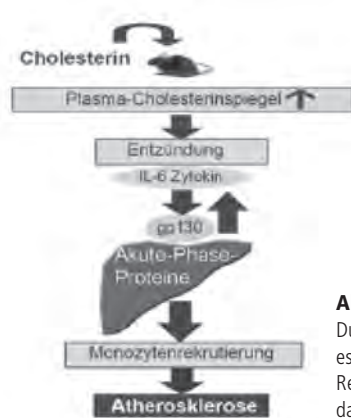 Cholesterin
Plasma-Cholesterinspiegel
Entzündung
IL-6 Zytokin
gp130
Akute-Phase-
Proteine
Monozytenrekrutierung
Atherosklerose
A
Du
es
Re
da